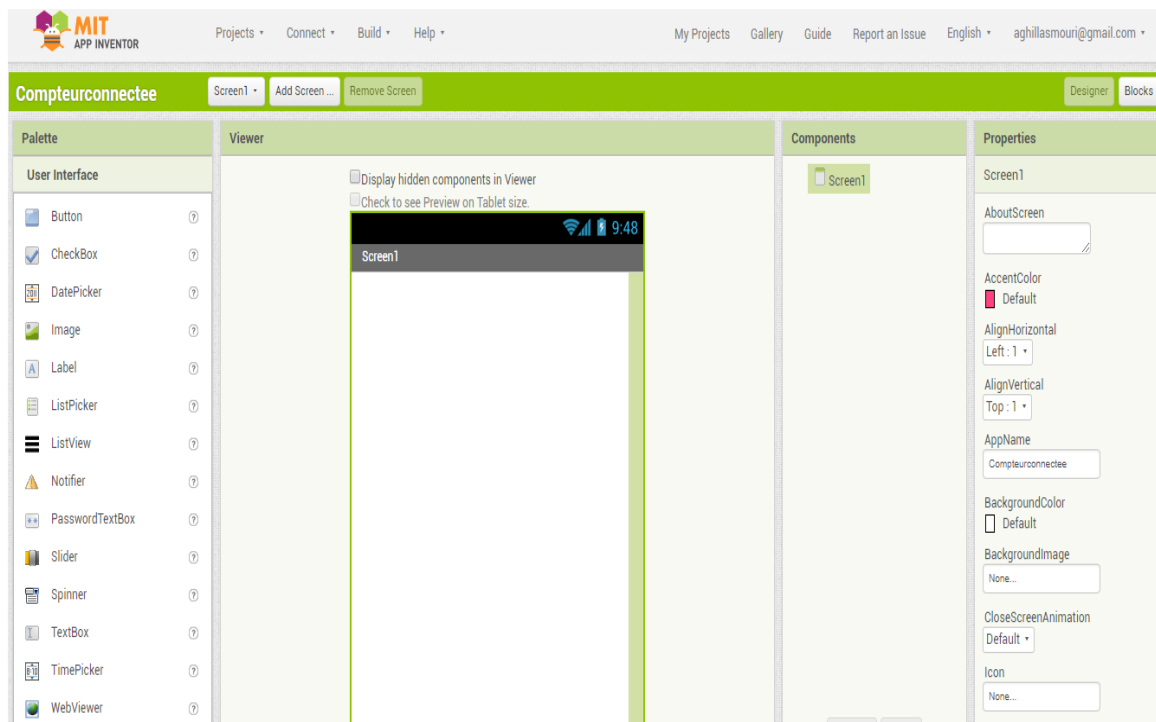 MIT
APP INVENTOR
Projects Connect Build Help My Projects Gallery Guide Report an Issue English aghillasmouri@gmail.com
Compteurconnectee Screen1 Add Screen ... Remove Screen Designer Blocks
Palette
User Interface
Button ?
CheckBox ?
DatePicker ?
Image ?
Label ?
ListPicker ?
ListView ?
Notifier ?
PasswordTextBox ?
Slider ?
Spinner ?
TextBox ?
TimePicker ?
WebViewer ?
Viewer
Display hidden components in Viewer
Check to see Preview on Tablet size.
9:48
Screen1
Components
Screen1
Properties
Screen1
AboutScreen
AccentColor
Default
AlignHorizontal
Left : 1
AlignVertical
Top : 1
AppName
Compteurconnectee
BackgroundColor
Default
BackgroundImage
None...
CloseScreenAnimation
Default
Icon
None...